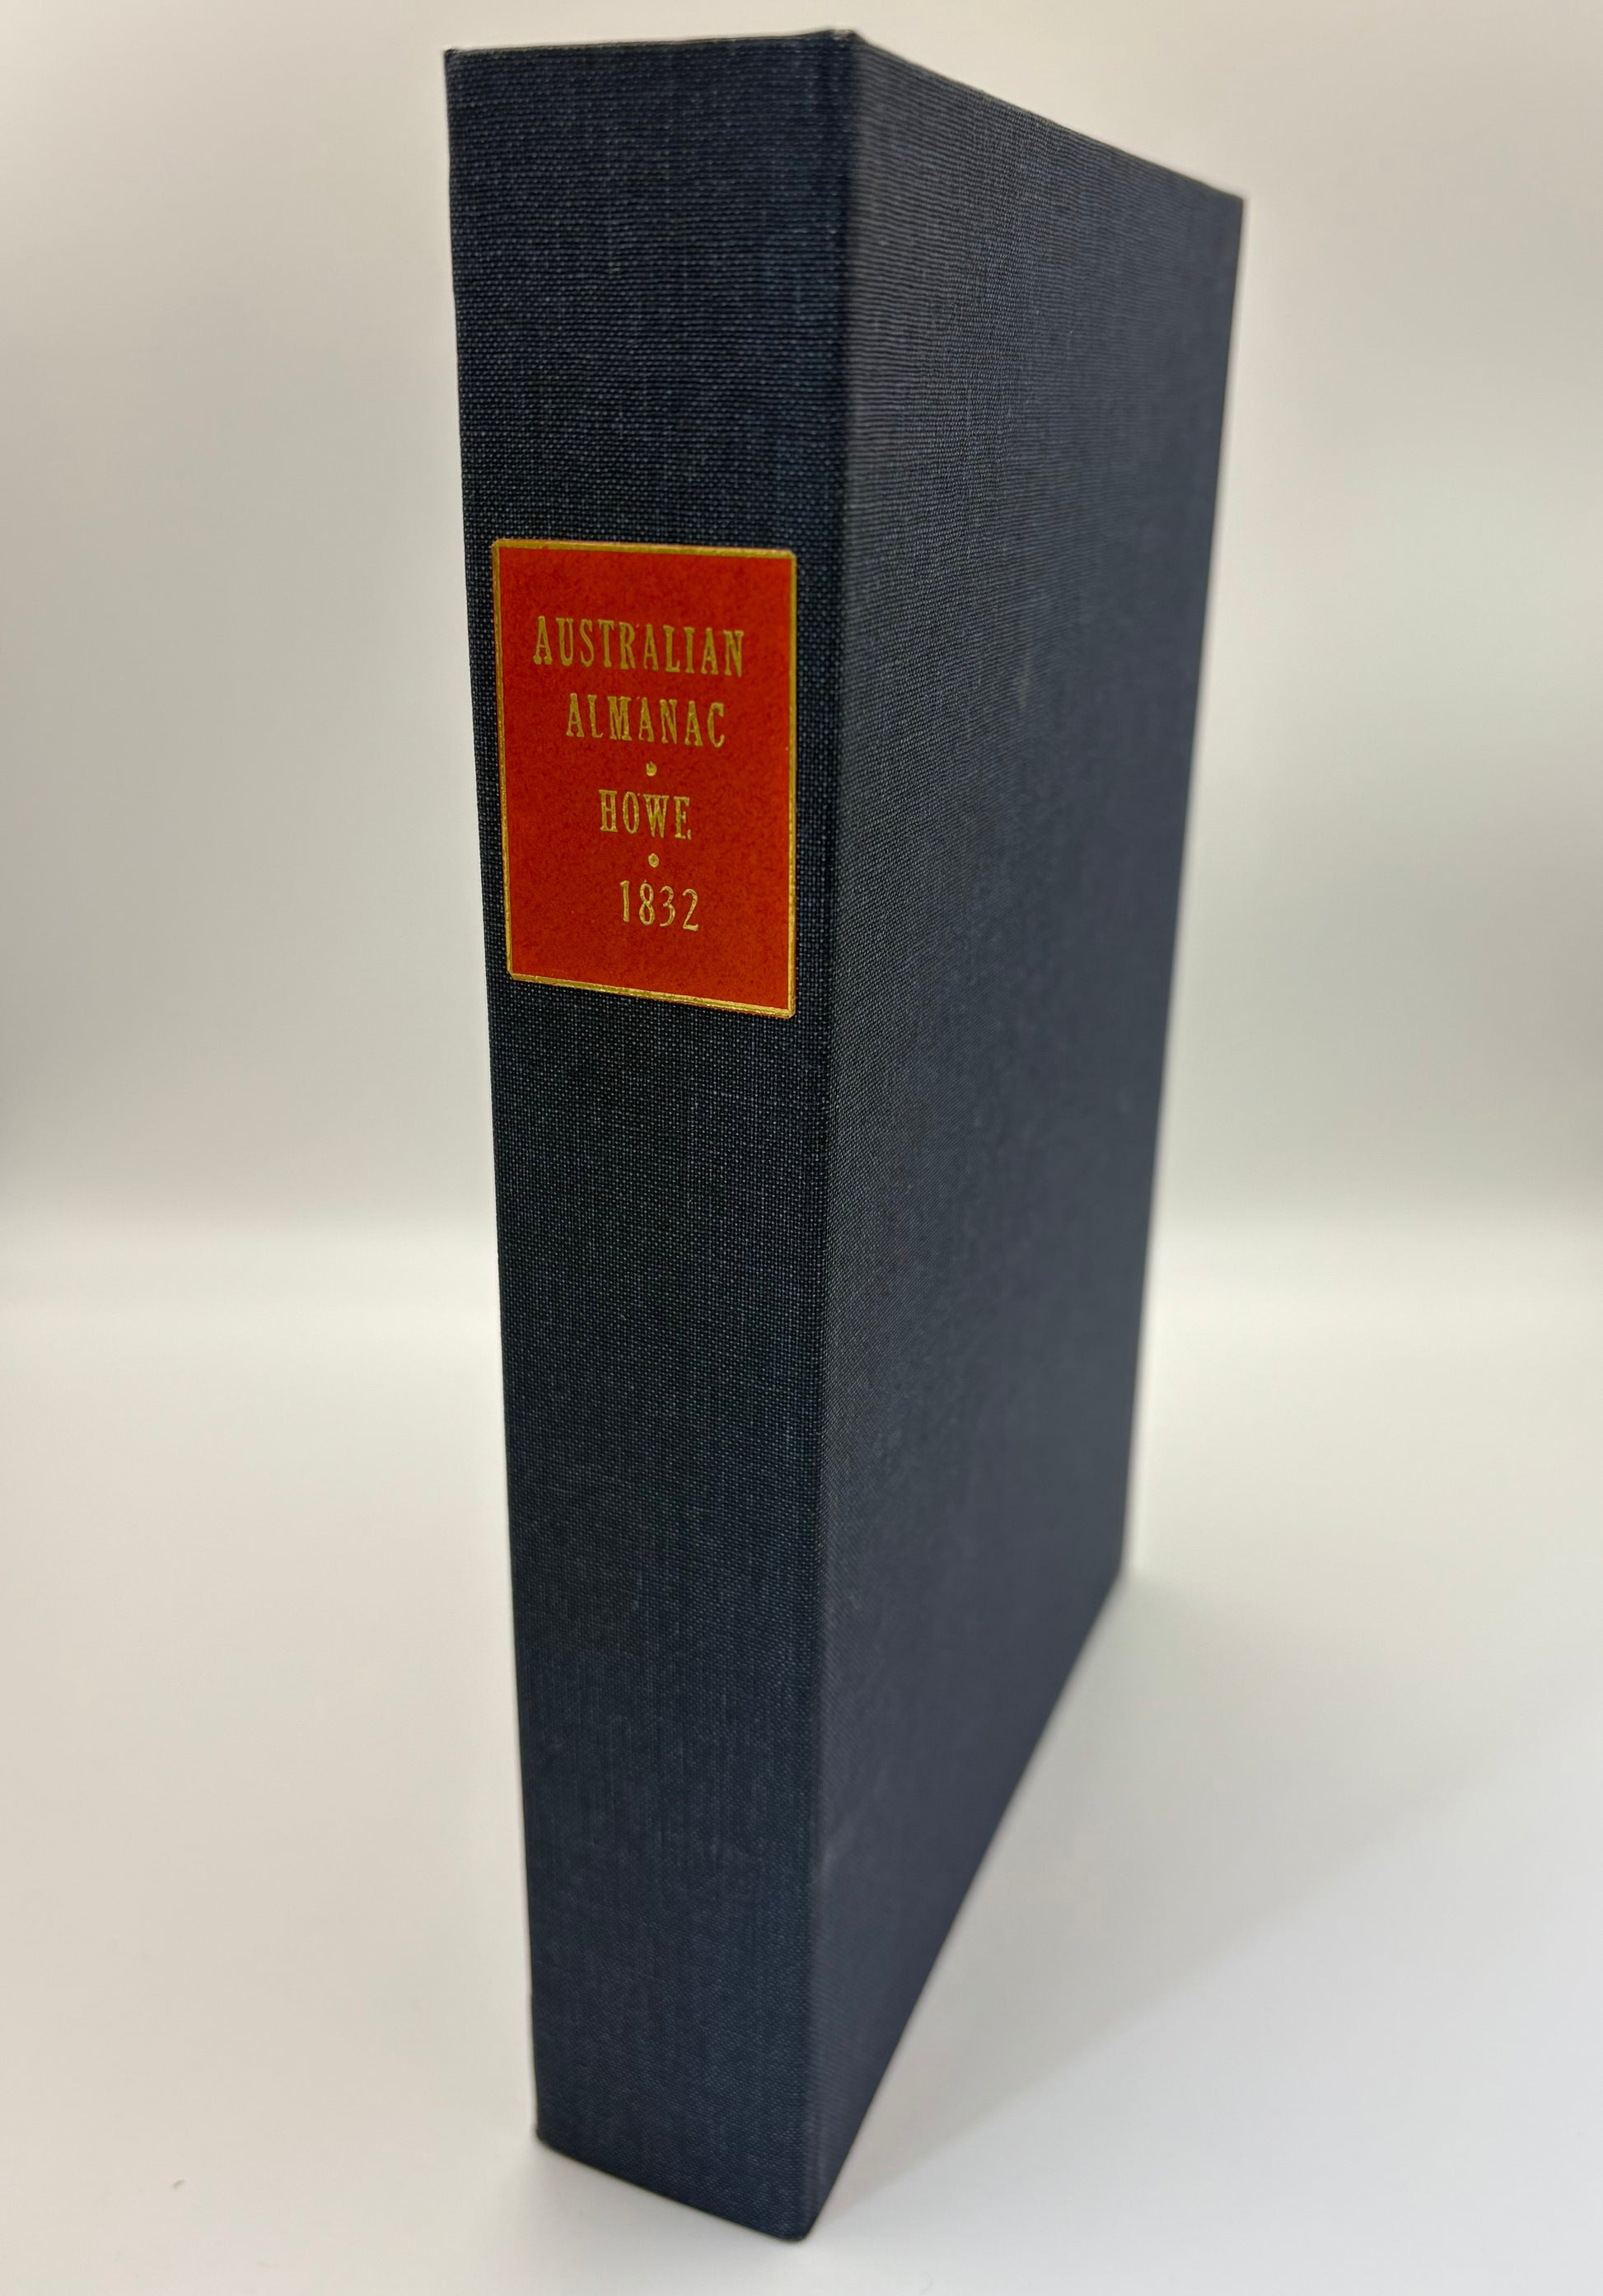 AUSTRALIAN
ALMANAC
•
HOWE
•
1832